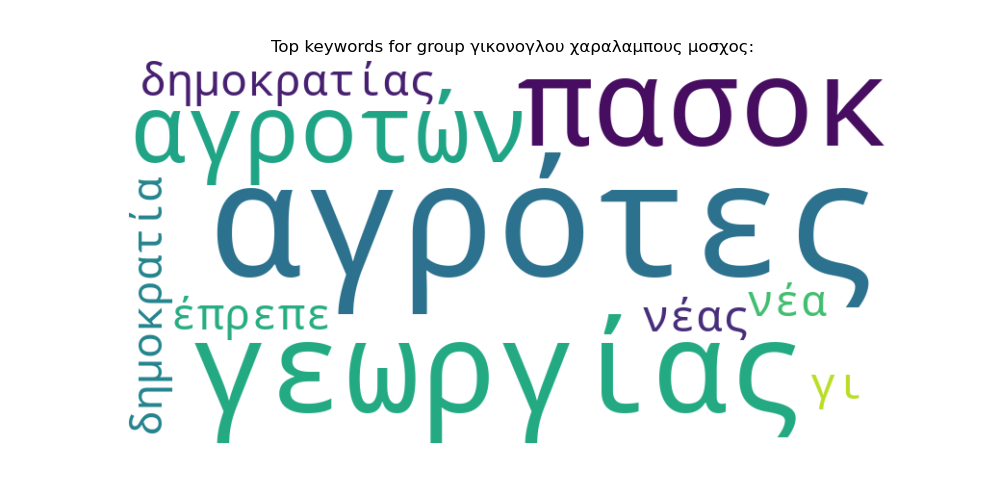 Top keywords for group γικονογλου χαραλαμπους μοσχος:
δημοκρατίας
πασοκ
αγροτών
αγρότες
δημοκρατία
έπρεπε
νέας
νέα
γεωργίας
γι